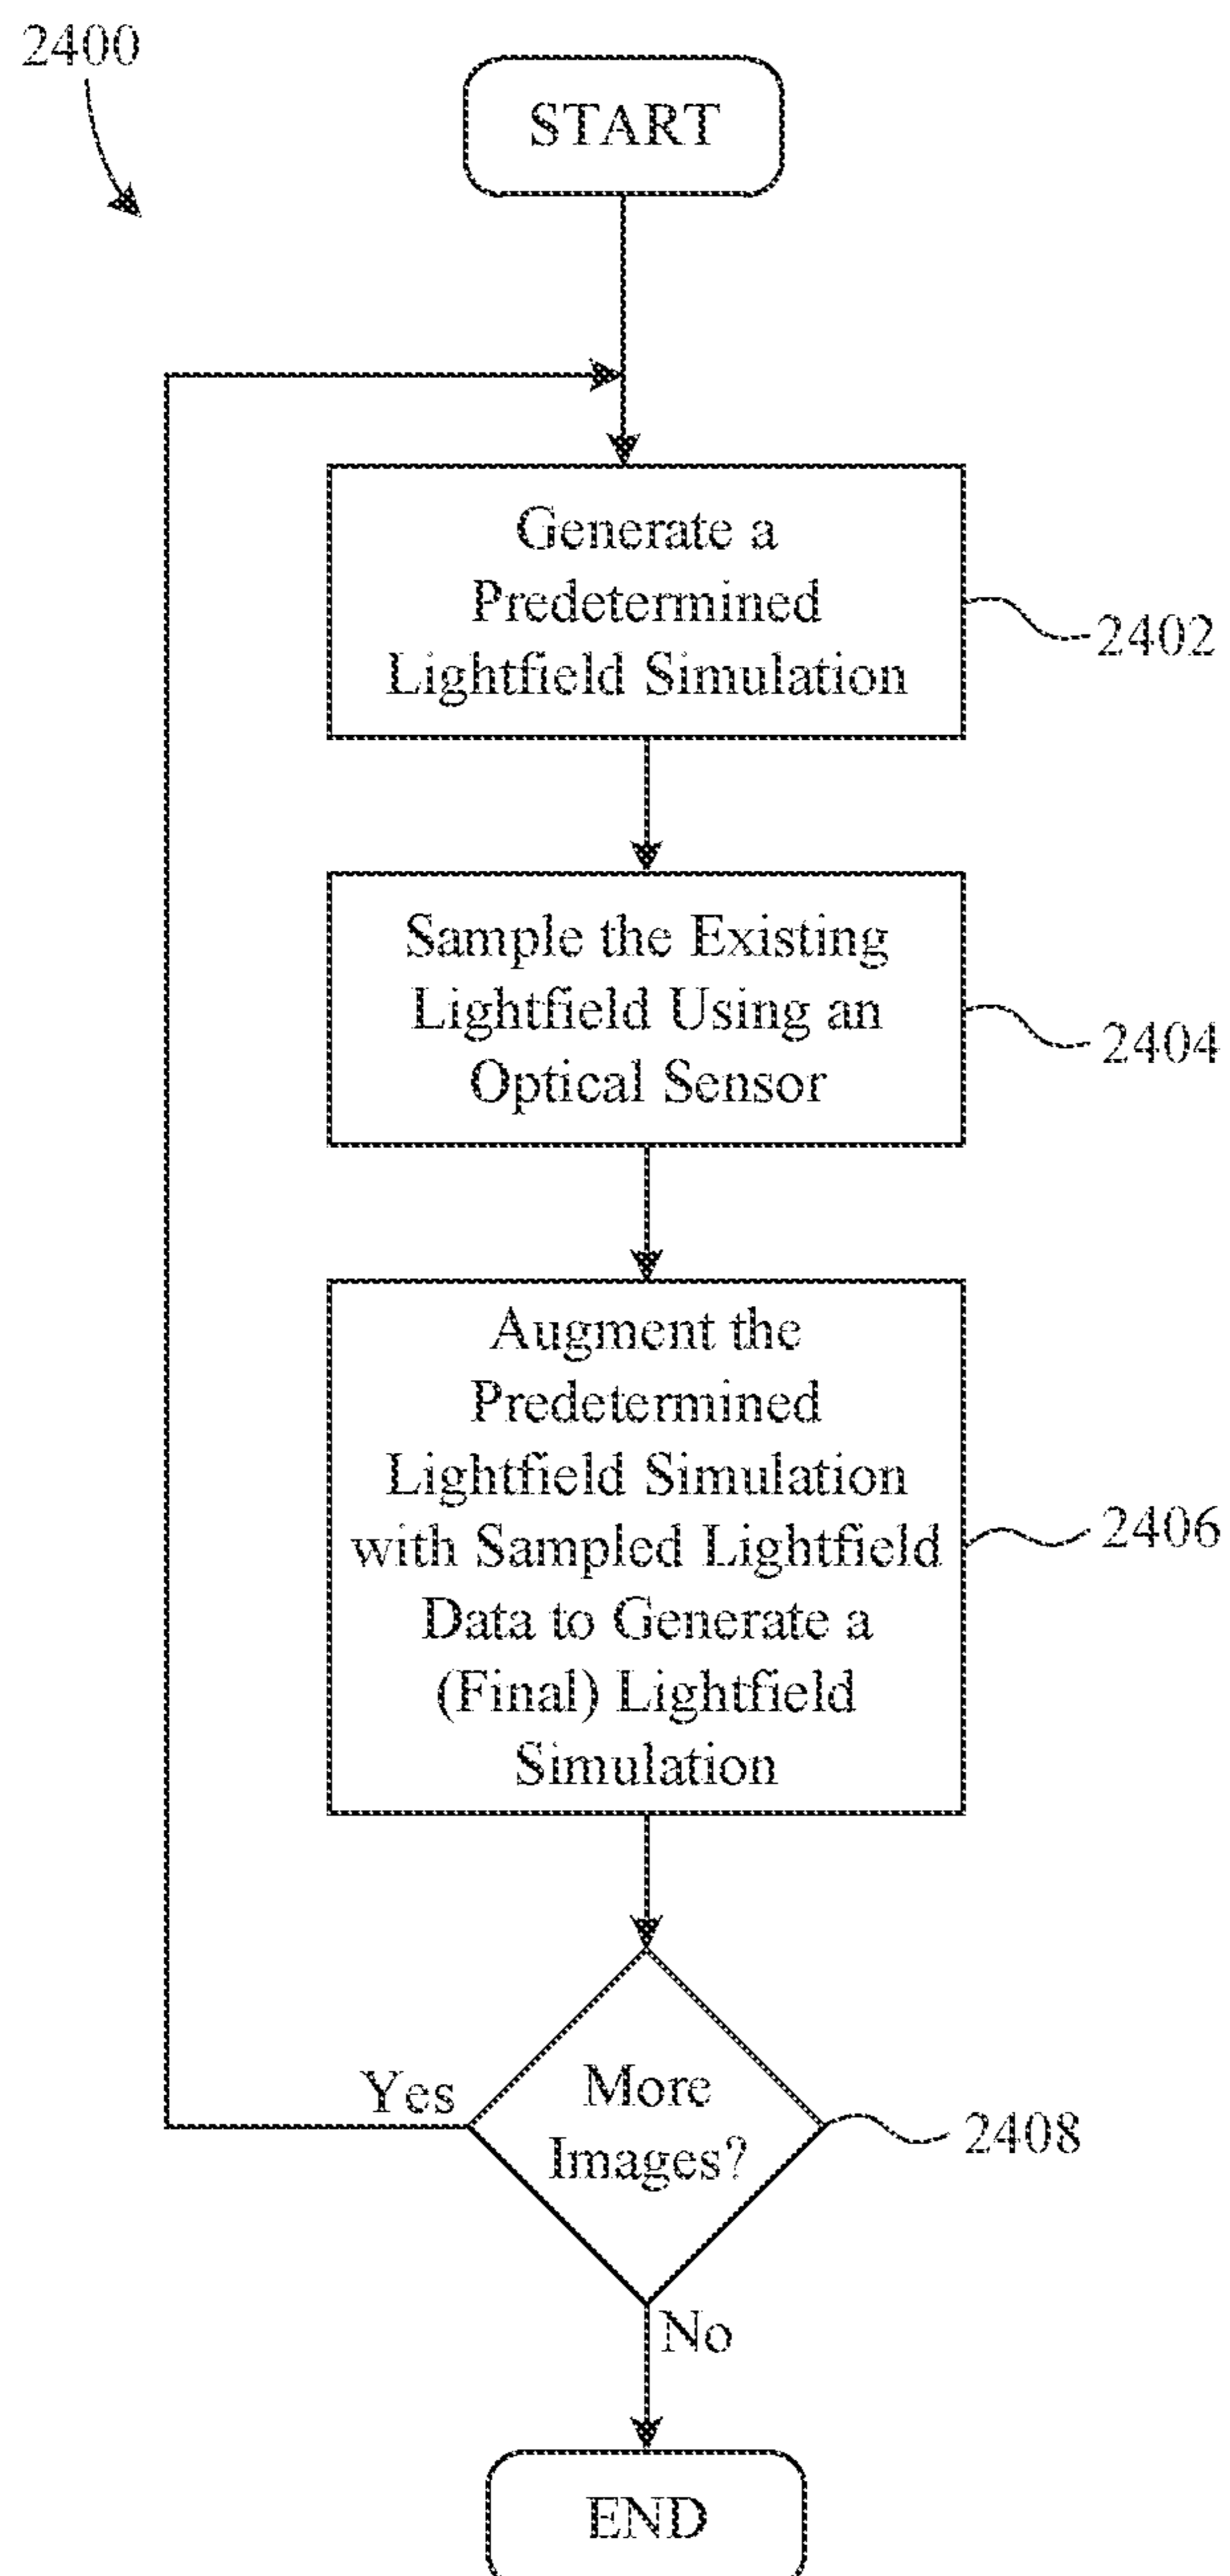 2400
START
Generate a
Predetermined
Lightfield Simulation
2402
Sample the Existing
Lightfield Using an
Optical Sensor
2404
Augment the
Predetermined
Lightfield Simulation
with Sampled Lightfield
Data to Generate a
(Final) Lightfield
Simulation
2406
Yes
More
Images?
2408
No
END